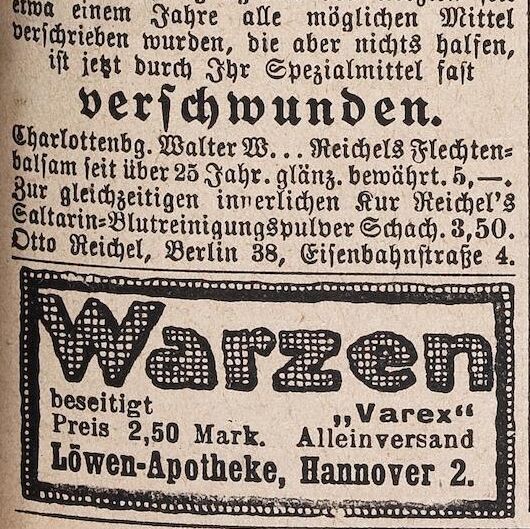 etwa einem Jahre alle möglichen Mittel
verschrieben wurden, die aber nichts halfen,
ist jetzt durch Ihr Spezialmittel fast
verschwunden.
Charlottenbg. Walter W... Reichels Flechten-
balsam seit über 25 Jahr. glänz. bewährt. 5,—.
Zur gleichzeitigen innerlichen Kur Reichel's
Saltarin-Blutreinigungspulver Schach. 3,50.
Otto Reichel, Berlin 38, Eisenbahnstraße 4.
Warzen
beseitigt „Varex“
Preis 2,50 Mark. Alleinversand
Löwen-Apotheke, Hannover 2.